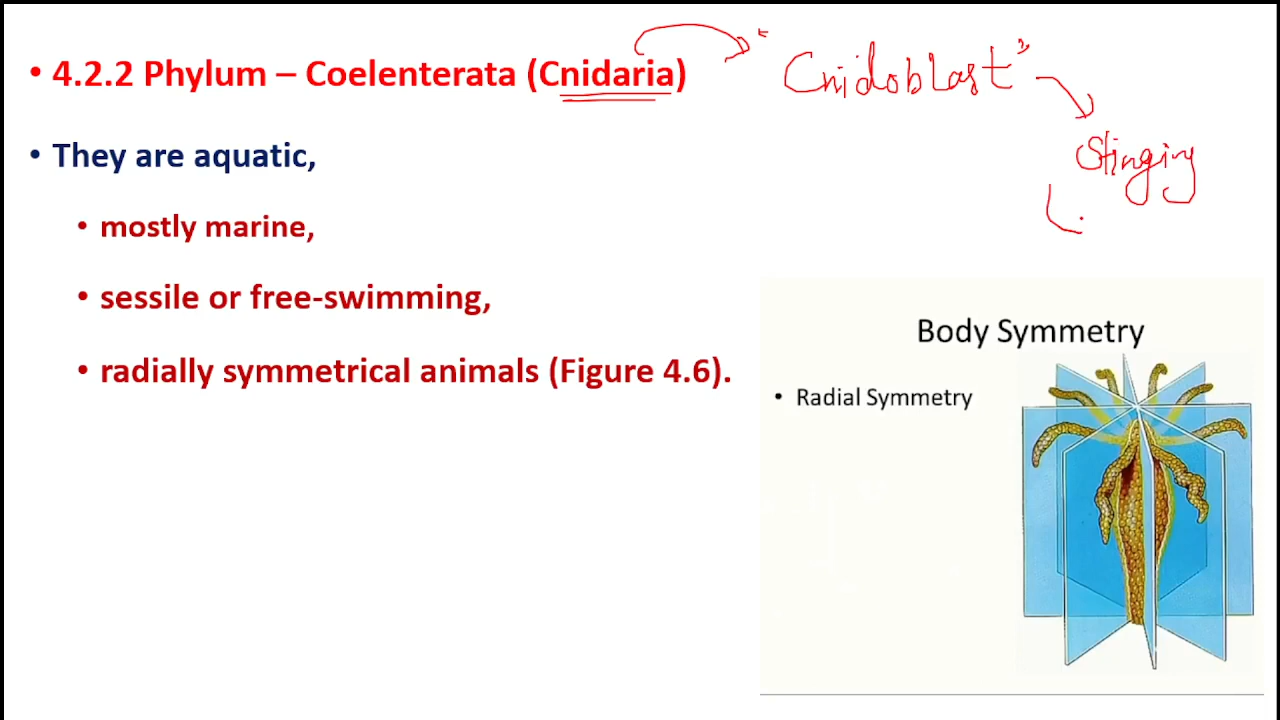 • 4.2.2 Phylum – Coelenterata (Cnidaria)
"Cnidoblast"
Stinging
• They are aquatic,
• mostly marine,
• sessile or free-swimming,
• radially symmetrical animals (Figure 4.6).
Body Symmetry
• Radial Symmetry